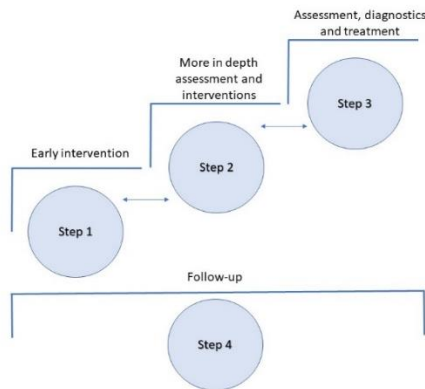 Assessment, diagnostics
and treatment
More in depth
assessment and
interventions
Step 3
Early intervention
Step 2
Step 1
Follow-up
Step 4